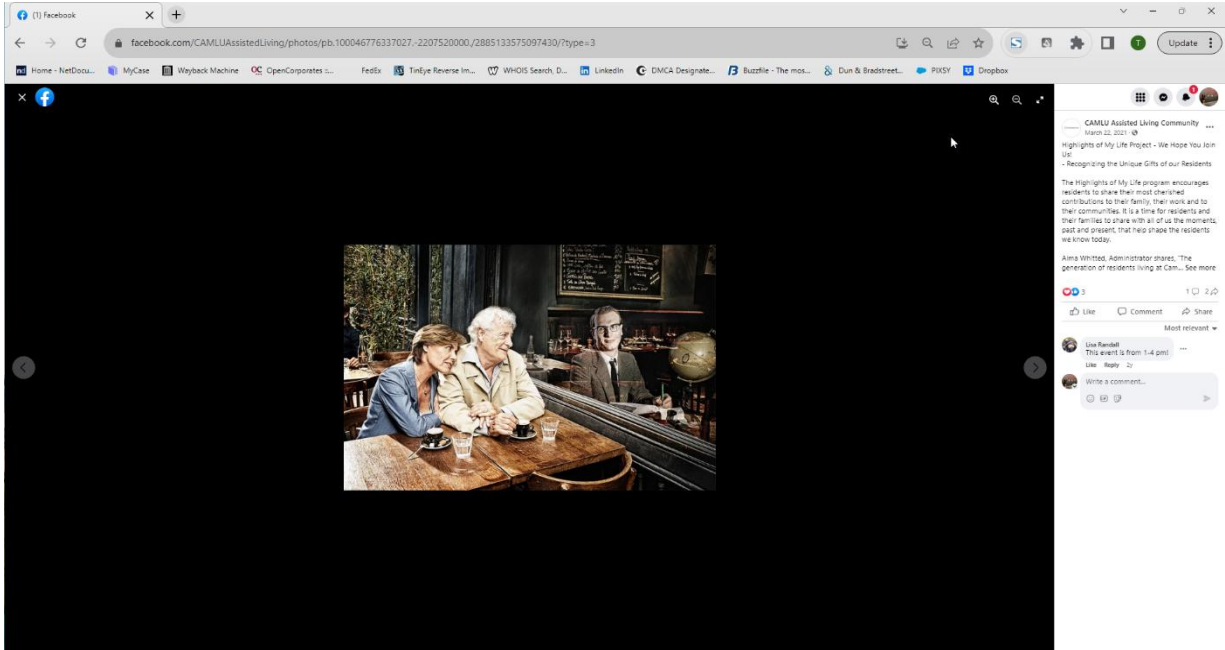 (1) Facebook
facebook.com/CAMLUAssistedLiving/photos/pb.100046776337027.-2207520000./2885133575097430/?type=3
T
Update
Home - NetDocu...
MyCase
Wayback Machine
OpenCorporates ::...
FedEx
TinEye Reverse Im...
WHOIS Search, D...
LinkedIn
DMCA Designate...
Buzzfile - The mos...
Dun & Bradstreet...
PIXSY
Dropbox
1
CAMLU Assisted Living Community
March 22, 2021
Highlights of My Life Project - We Hope You Join
Us!
- Recognizing the Unique Gifts of our Residents
The Highlights of My Life program encourages
residents to share their most cherished
contributions to their family, their work and to
their communities. It is a time for residents and
their families to share with all of us the moments,
past and present, that help shape the residents
we know today.
Alma Whitted, Administrator shares, "The
generation of residents living at Cam... See more
3
1
2
Like
Comment
Share
Most relevant
Lisa Randall
This event is from 1-4 pm!
Like Reply 2y
Write a comment...